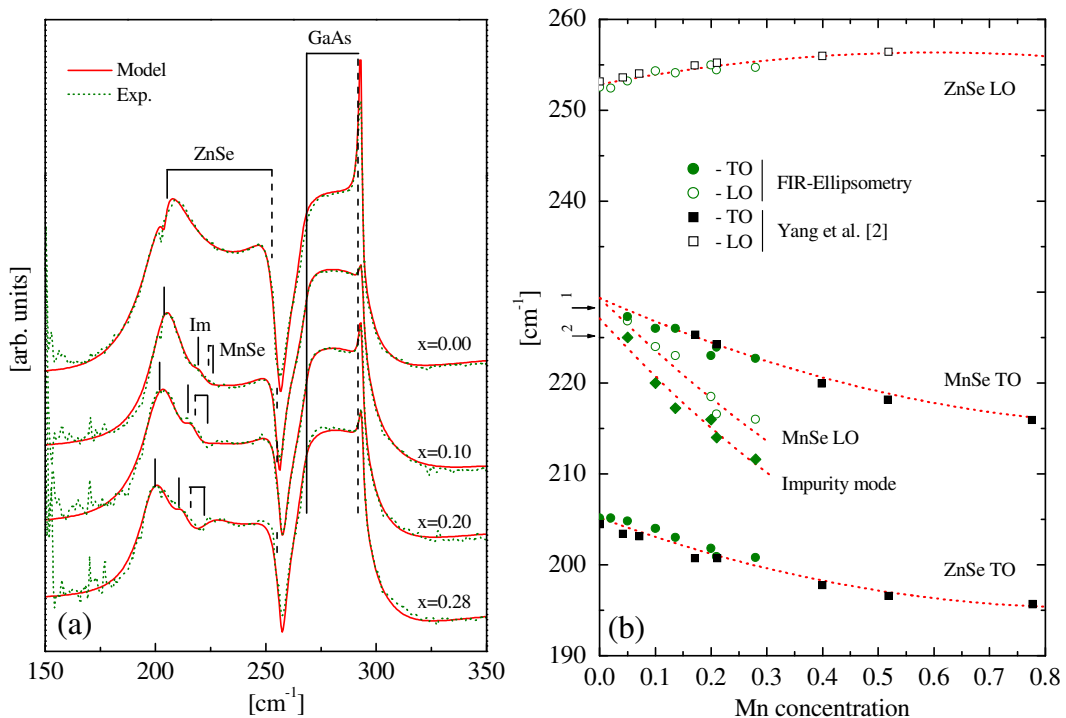 GaAs
Model
Exp.
ZnSe
Im
MnSe
x=0.00
x=0.10
x=0.20
x=0.28
(a)
[arb. units]
150 200 250 300 350
[cm⁻¹]
260
250
240
230
220
210
200
190
[cm⁻¹]
1
2
ZnSe LO
- TO
- LO
FIR-Ellipsometry
- TO
- LO
Yang et al. [2]
MnSe TO
MnSe LO
Impurity mode
ZnSe TO
(b)
0.0 0.1 0.2 0.3 0.4 0.5 0.6 0.7 0.8
Mn concentration